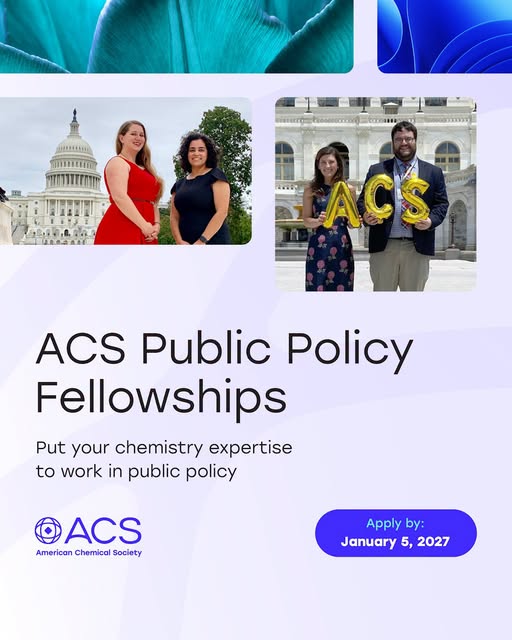 ACS
ACS Public Policy
Fellowships
Put your chemistry expertise
to work in public policy
ACS
American Chemical Society
Apply by:
January 5, 2027